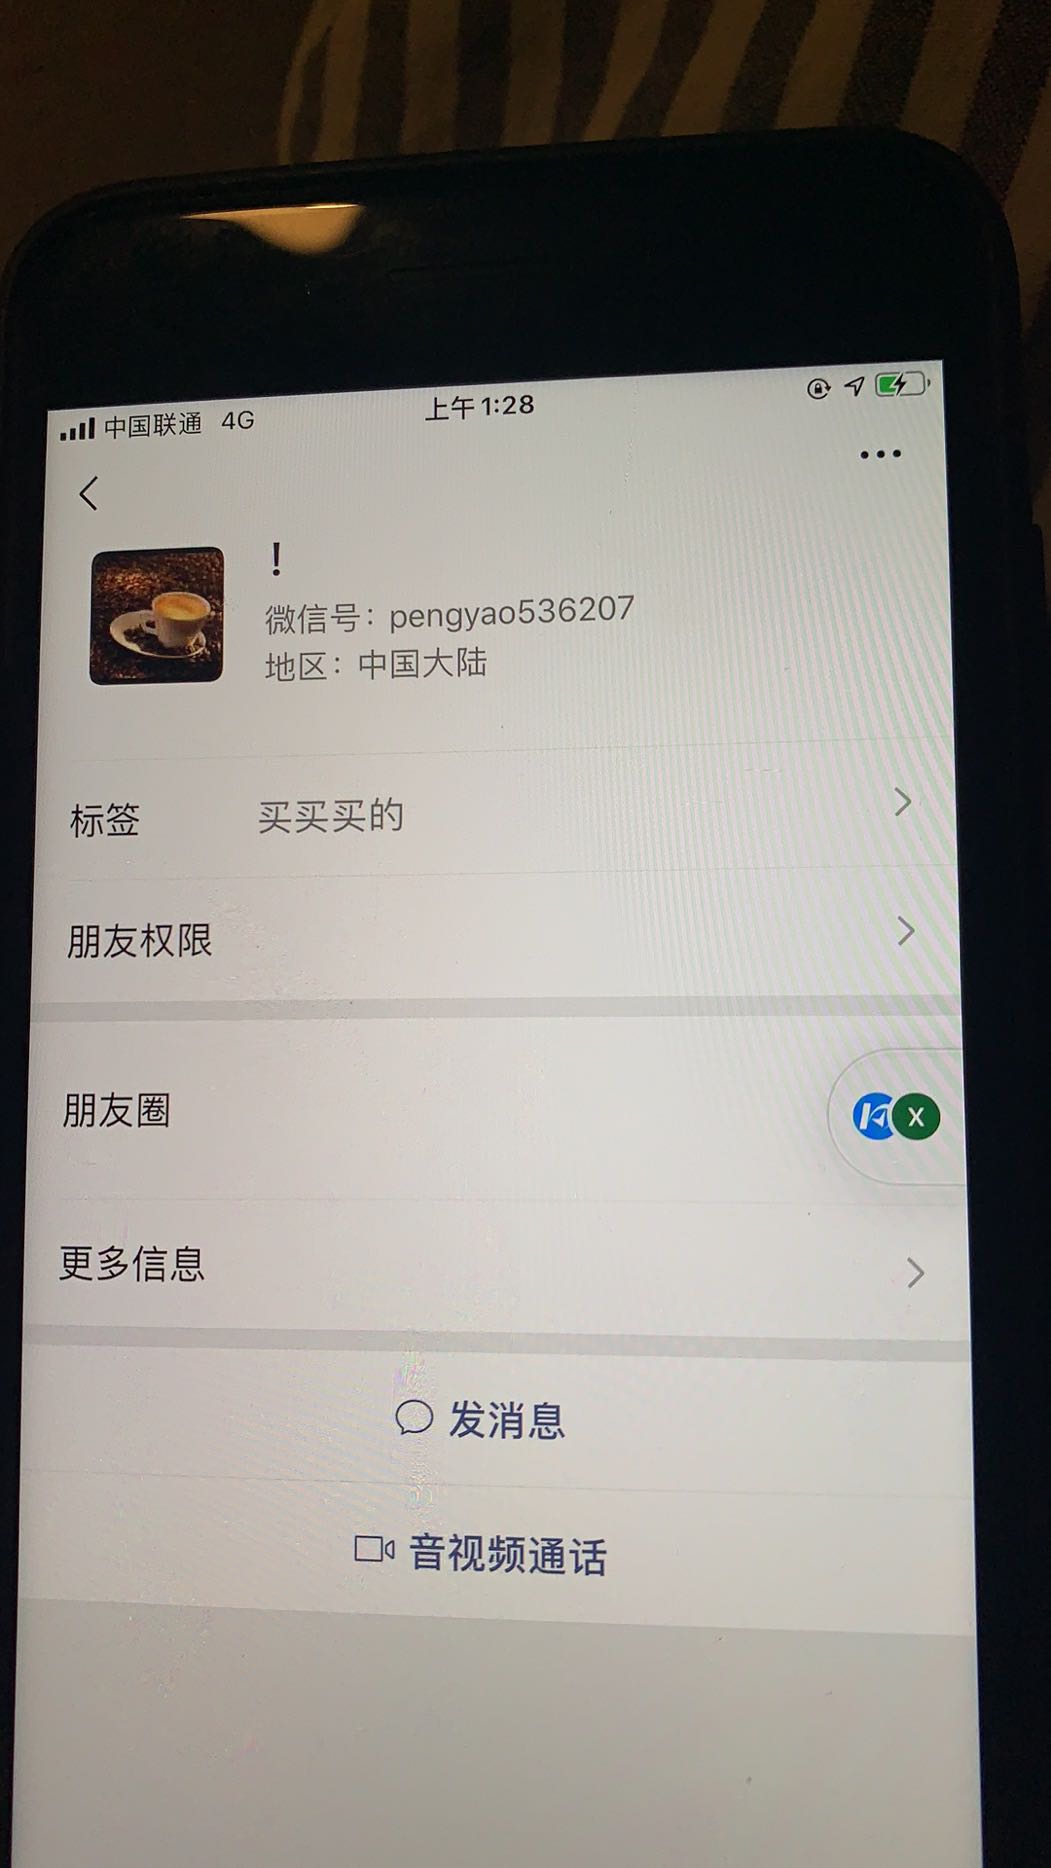 中国联通 4G 上午1:28
!
微信号：pengyao536207
地区：中国大陆
标签 买买买的
朋友权限
朋友圈
X
更多信息
发消息
音视频通话